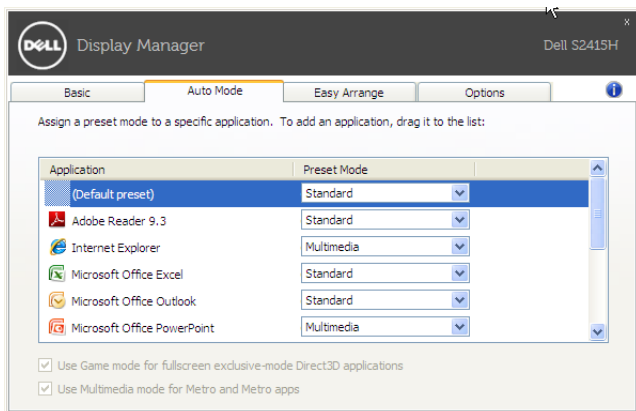 DELL Display Manager Dell S2415H
x
Basic Auto Mode Easy Arrange Options i
Assign a preset mode to a specific application. To add an application, drag it to the list:
Application Preset Mode
(Default preset) Standard
Adobe Reader 9.3 Standard
Internet Explorer Multimedia
Microsoft Office Excel Standard
Microsoft Office Outlook Standard
Microsoft Office PowerPoint Multimedia
Use Game mode for fullscreen exclusive-mode Direct3D applications
Use Multimedia mode for Metro and Metro apps